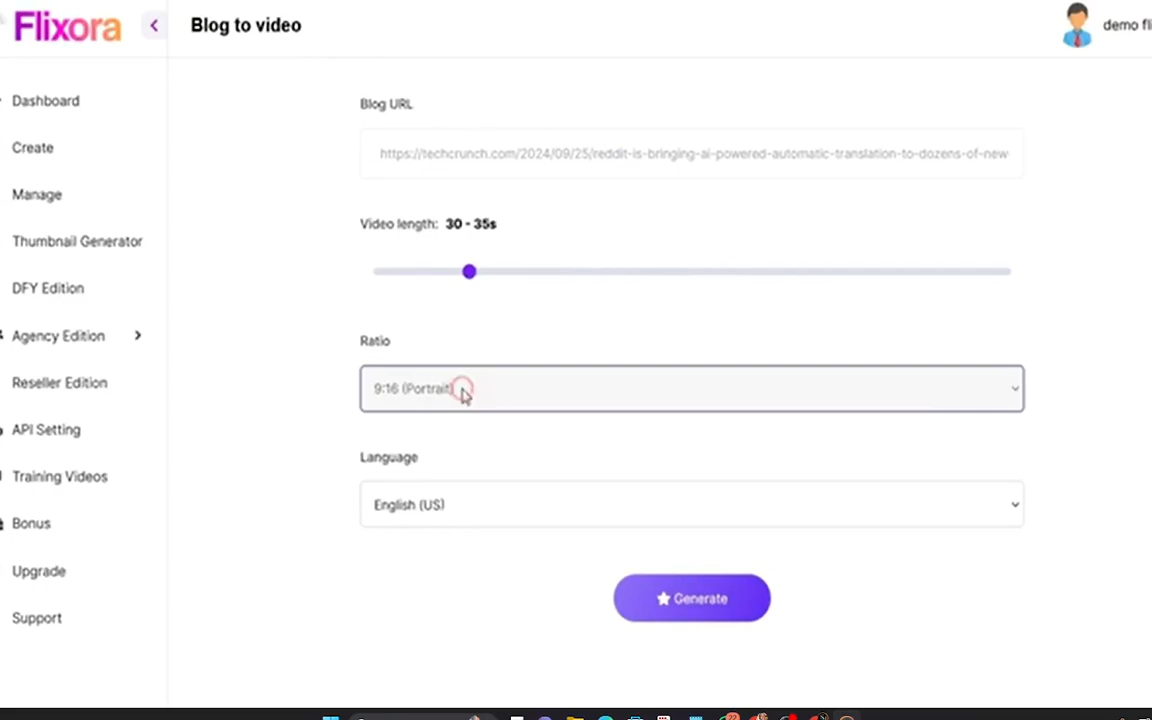 Flixora
Blog to video
demo fli
Dashboard
Create
Manage
Thumbnail Generator
DFY Edition
Agency Edition
Reseller Edition
API Setting
Training Videos
Bonus
Upgrade
Support
Blog URL
https://techcrunch.com/2024/09/25/reddit-is-bringing-ai-powered-automatic-translation-to-dozens-of-new-
Video length: 30 - 35s
Ratio
9:16 (Portrait)
Language
English (US)
Generate